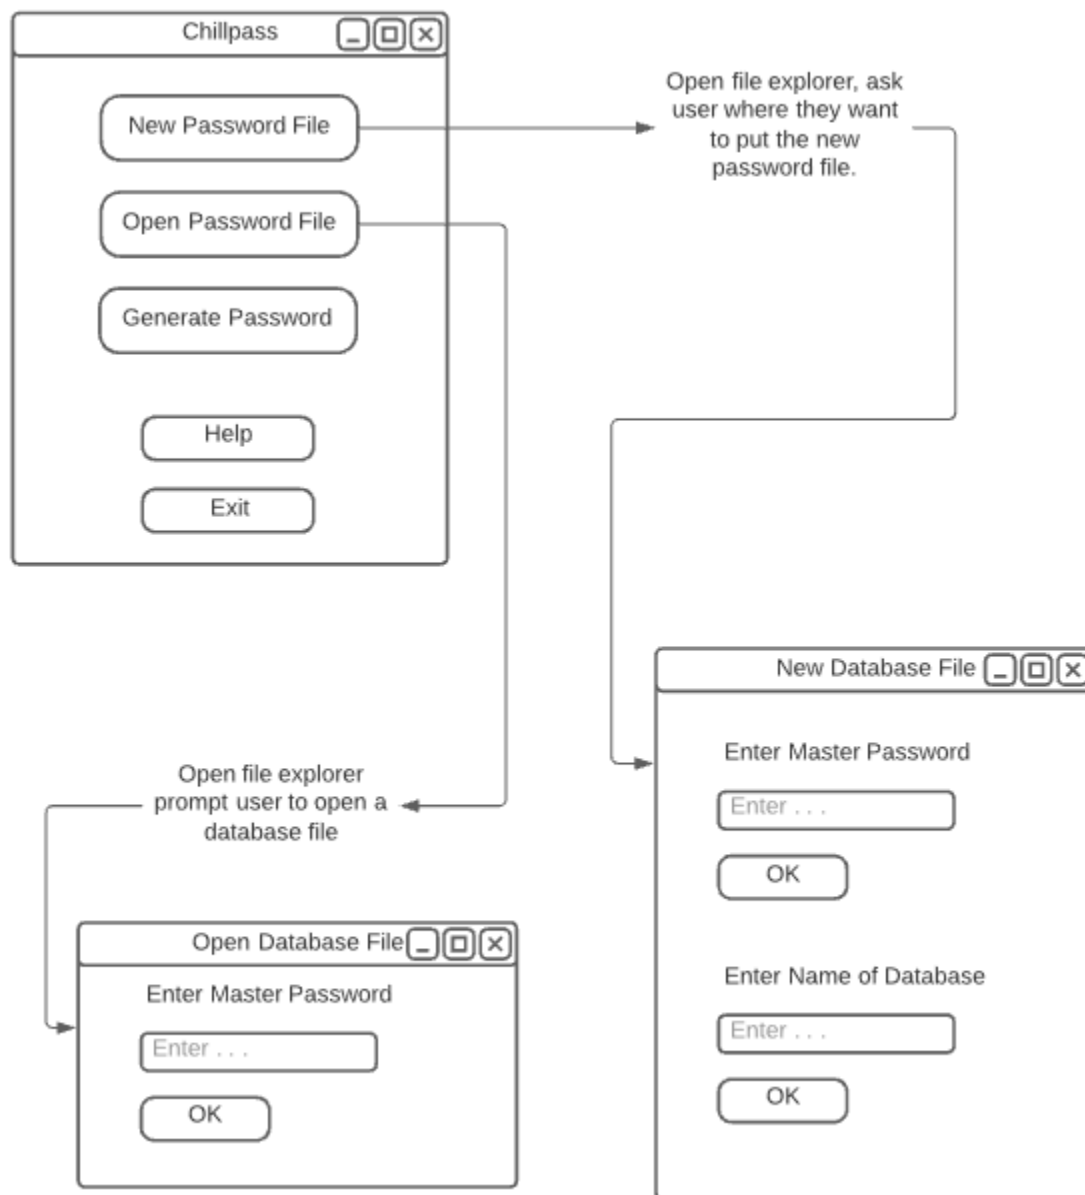 Chillpass
New Password File
Open Password File
Generate Password
Help
Exit
Open file explorer, ask
user where they want
to put the new
password file.
Open file explorer
prompt user to open a
database file
Open Database File
Enter Master Password
Enter . . .
OK
New Database File
Enter Master Password
Enter . . .
OK
Enter Name of Database
Enter . . .
OK